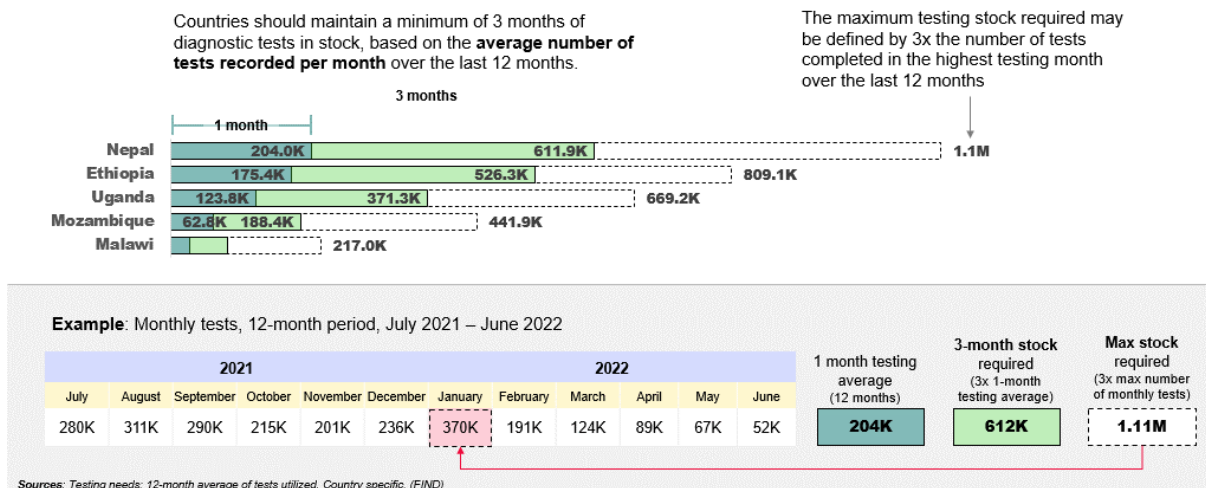 Countries should maintain a minimum of 3 months of
diagnostic tests in stock, based on the average number of
tests recorded per month over the last 12 months.
The maximum testing stock required may
be defined by 3x the number of tests
completed in the highest testing month
over the last 12 months
3 months
1 month
Nepal 204.0K 611.9K 1.1M
Ethiopia 175.4K 526.3K 809.1K
Uganda 123.8K 371.3K 669.2K
Mozambique 62.8K 188.4K 441.9K
Malawi 217.0K
Example: Monthly tests, 12-month period, July 2021 – June 2022
2021 2022
July August September October November December January February March April May June
280K 311K 290K 215K 201K 236K 370K 191K 124K 89K 67K 52K
1 month testing
average
(12 months)
204K
3-month stock
required
(3x 1-month
testing average)
612K
Max stock
required
(3x max number
of monthly tests)
1.11M
Sources: Testing needs: 12-month average of tests utilized. Country specific. (FIND)